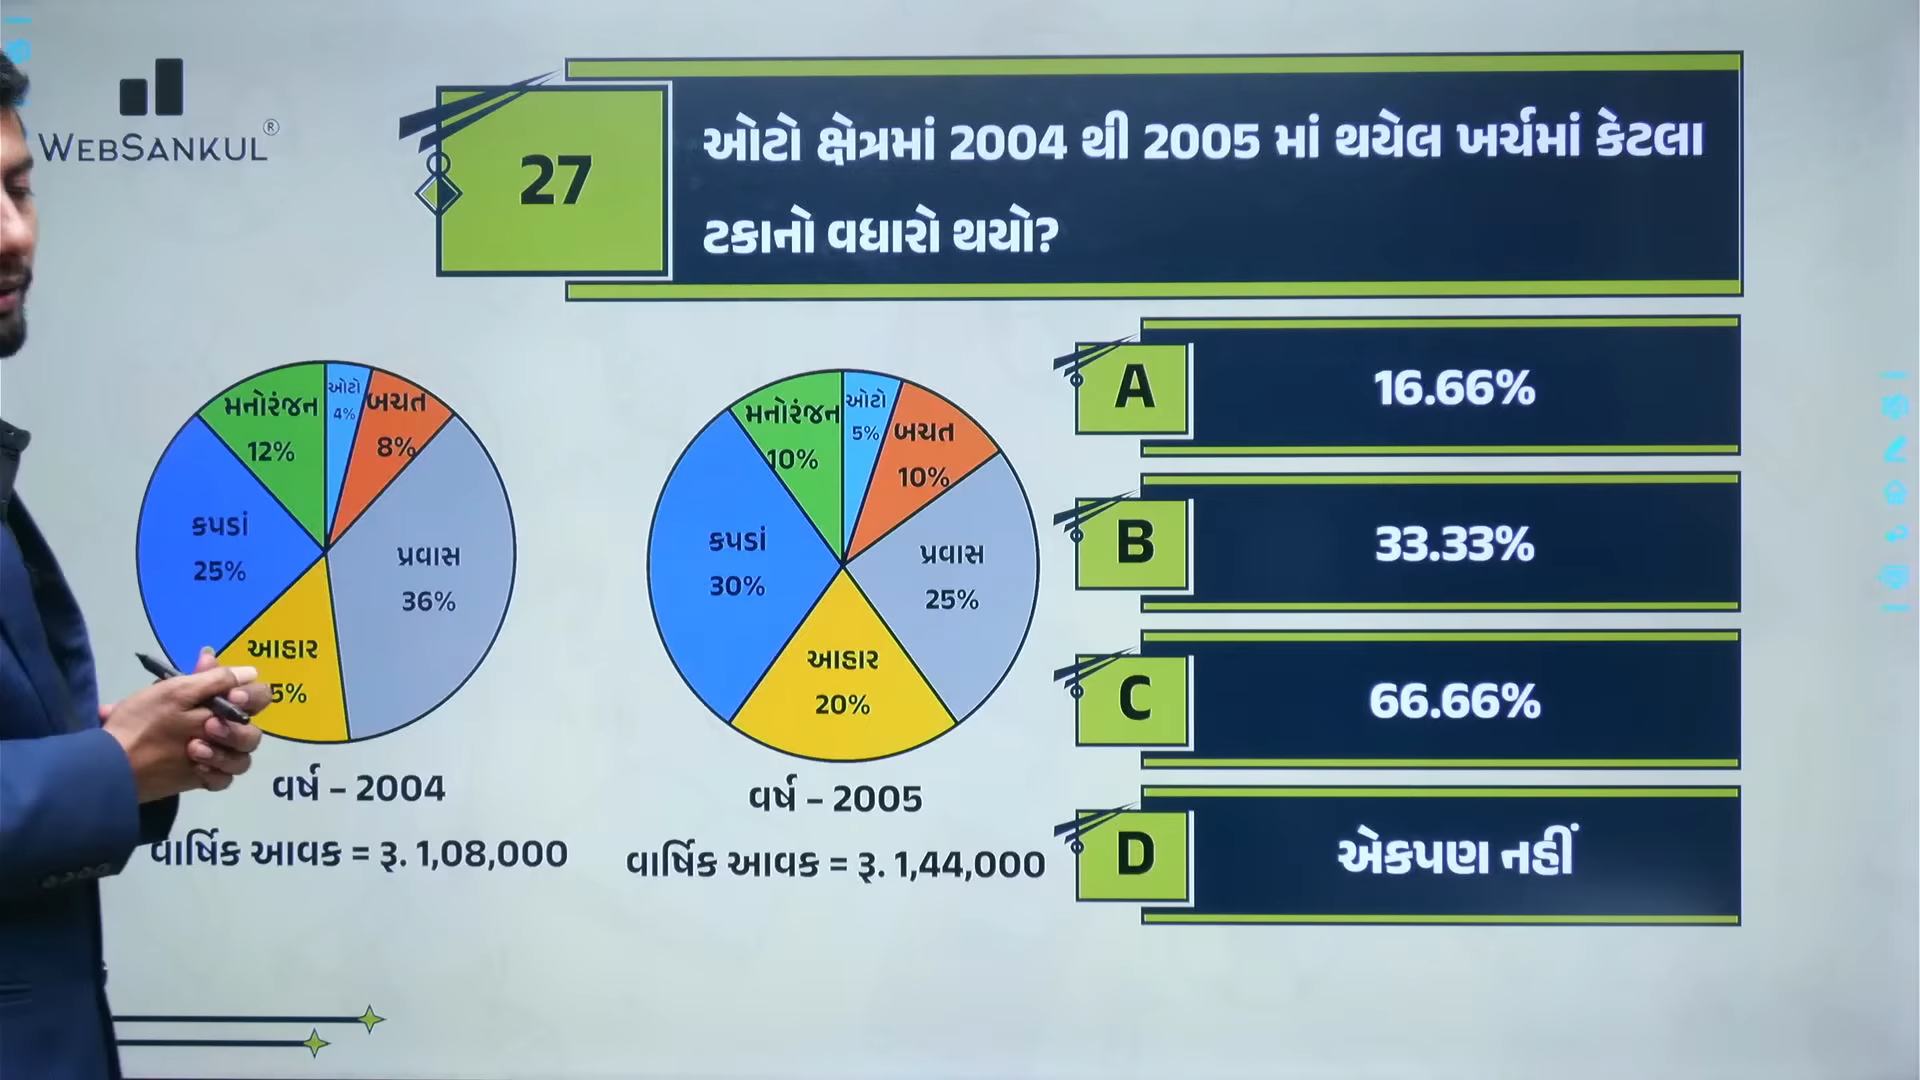 WEBSANKUL®
27
ઓટો ક્ષેત્રમાં 2004 થી 2005 માં થયેલ ખર્ચમાં કેટલા
ટકાનો વધારો થયો?
મનોરંજન
12%
ઓટો
4%
બચત
8%
કપડાં
25%
પ્રવાસ
36%
આહાર
5%
વર્ષ – 2004
વાર્ષિક આવક = રૂ. 1,08,000
મનોરંજન
10%
ઓટો
5%
બચત
10%
કપડાં
30%
પ્રવાસ
25%
આહાર
20%
વર્ષ – 2005
વાર્ષિક આવક = રૂ. 1,44,000
A
16.66%
B
33.33%
C
66.66%
D
એકપણ નહીં